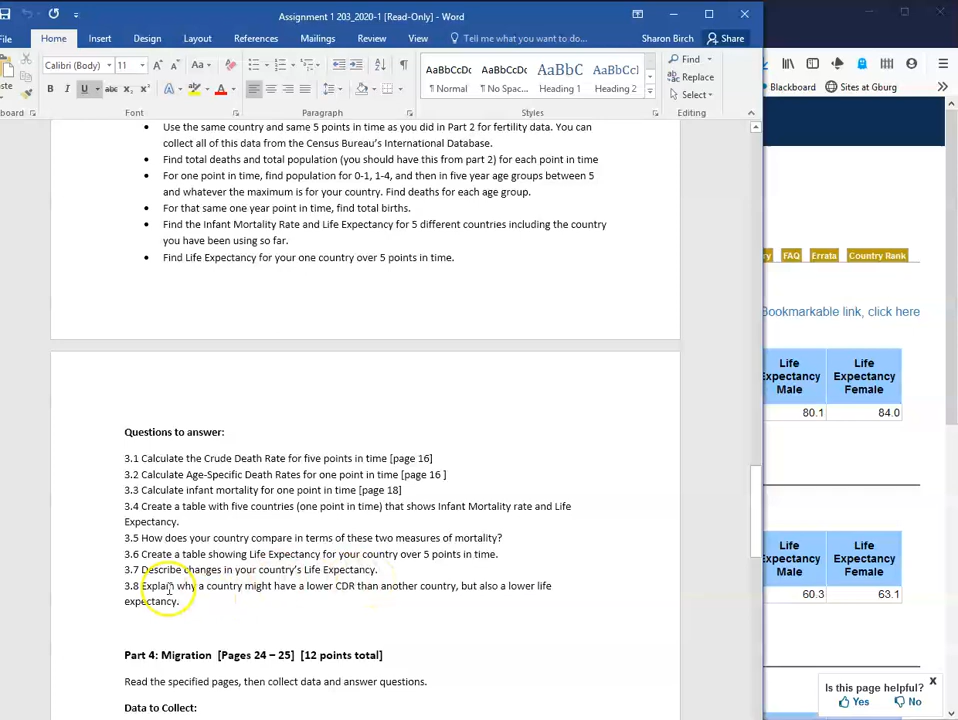 Assignment 1 203_2020-1 [Read-Only] - Word
Home Insert Design Layout References Mailings Review View Tell me what you want to do... Sharon Birch Share
Calibri (Body) 11 Aa
AaBbCcDc AaBbCcDc AaBbC AaBbCcl
¶ Normal ¶ No Spac... Heading 1 Heading 2
Find
Replace
Select
B I U abc x₂ x² A A
Font Paragraph Styles Editing
Blackboard Sites at Gburg
Use the same country and same 5 points in time as you did in Part 2 for fertility data. You can
collect all of this data from the Census Bureau's International Database.
Find total deaths and total population (you should have this from part 2) for each point in time
For one point in time, find population for 0-1, 1-4, and then in five year age groups between 5
and whatever the maximum is for your country. Find deaths for each age group.
For that same one year point in time, find total births.
Find the Infant Mortality Rate and Life Expectancy for 5 different countries including the country
you have been using so far.
Find Life Expectancy for your one country over 5 points in time.
Questions to answer:
3.1 Calculate the Crude Death Rate for five points in time [page 16]
3.2 Calculate Age-Specific Death Rates for one point in time [page 16 ]
3.3 Calculate infant mortality for one point in time [page 18]
3.4 Create a table with five countries (one point in time) that shows Infant Mortality rate and Life
Expectancy.
3.5 How does your country compare in terms of these two measures of mortality?
3.6 Create a table showing Life Expectancy for your country over 5 points in time.
3.7 Describe changes in your country's Life Expectancy.
3.8 Explain why a country might have a lower CDR than another country, but also a lower life
expectancy.
Part 4: Migration [Pages 24 – 25] [12 points total]
Read the specified pages, then collect data and answer questions.
Data to Collect:
FAQ Errata Country Rank
Bookmarkable link, click here
Life Expectancy Male
Life Expectancy Female
80.1 84.0
Life Expectancy Male
Life Expectancy Female
60.3 63.1
Is this page helpful? X
Yes No